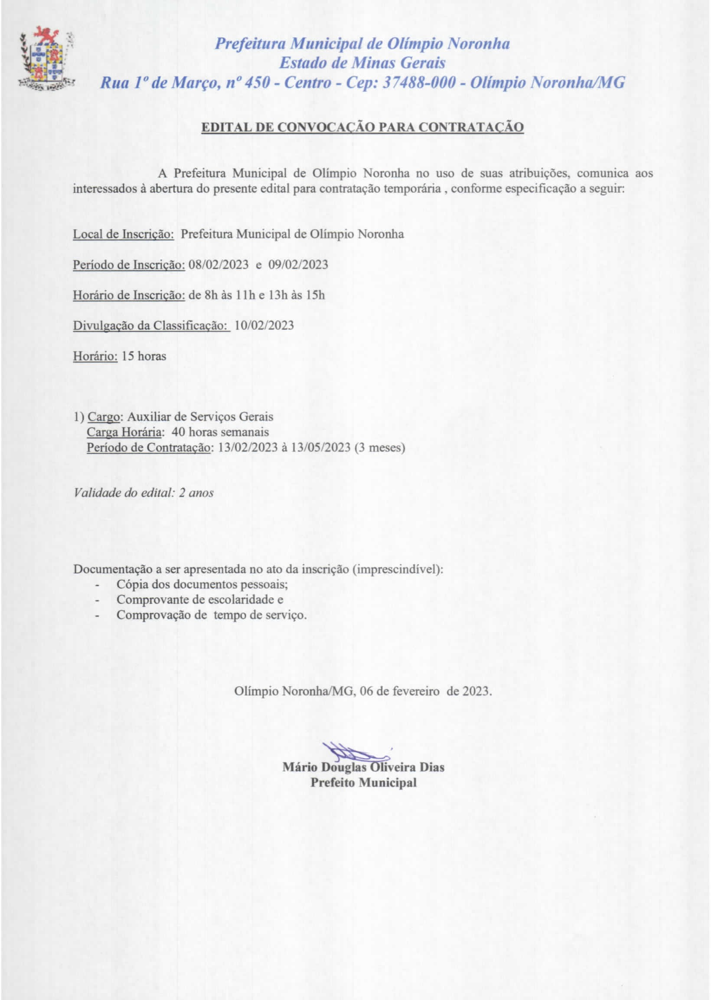 Prefeitura Municipal de Olímpio Noronha
Estado de Minas Gerais
Rua 1º de Março, nº 450 - Centro - Cep: 37488-000 - Olímpio Noronha/MG
EDITAL DE CONVOCAÇÃO PARA CONTRATAÇÃO
A Prefeitura Municipal de Olímpio Noronha no uso de suas atribuições, comunica aos
interessados à abertura do presente edital para contratação temporária , conforme especificação a seguir:
Local de Inscrição: Prefeitura Municipal de Olímpio Noronha
Período de Inscrição: 08/02/2023 e 09/02/2023
Horário de Inscrição: de 8h às 11h e 13h às 15h
Divulgação da Classificação: 10/02/2023
Horário: 15 horas
1) Cargo: Auxiliar de Serviços Gerais
Carga Horária: 40 horas semanais
Período de Contratação: 13/02/2023 à 13/05/2023 (3 meses)
Validade do edital: 2 anos
Documentação a ser apresentada no ato da inscrição (imprescindível):
- Cópia dos documentos pessoais;
- Comprovante de escolaridade e
- Comprovação de tempo de serviço.
Olímpio Noronha/MG, 06 de fevereiro de 2023.
Mário Douglas Oliveira Dias
Prefeito Municipal